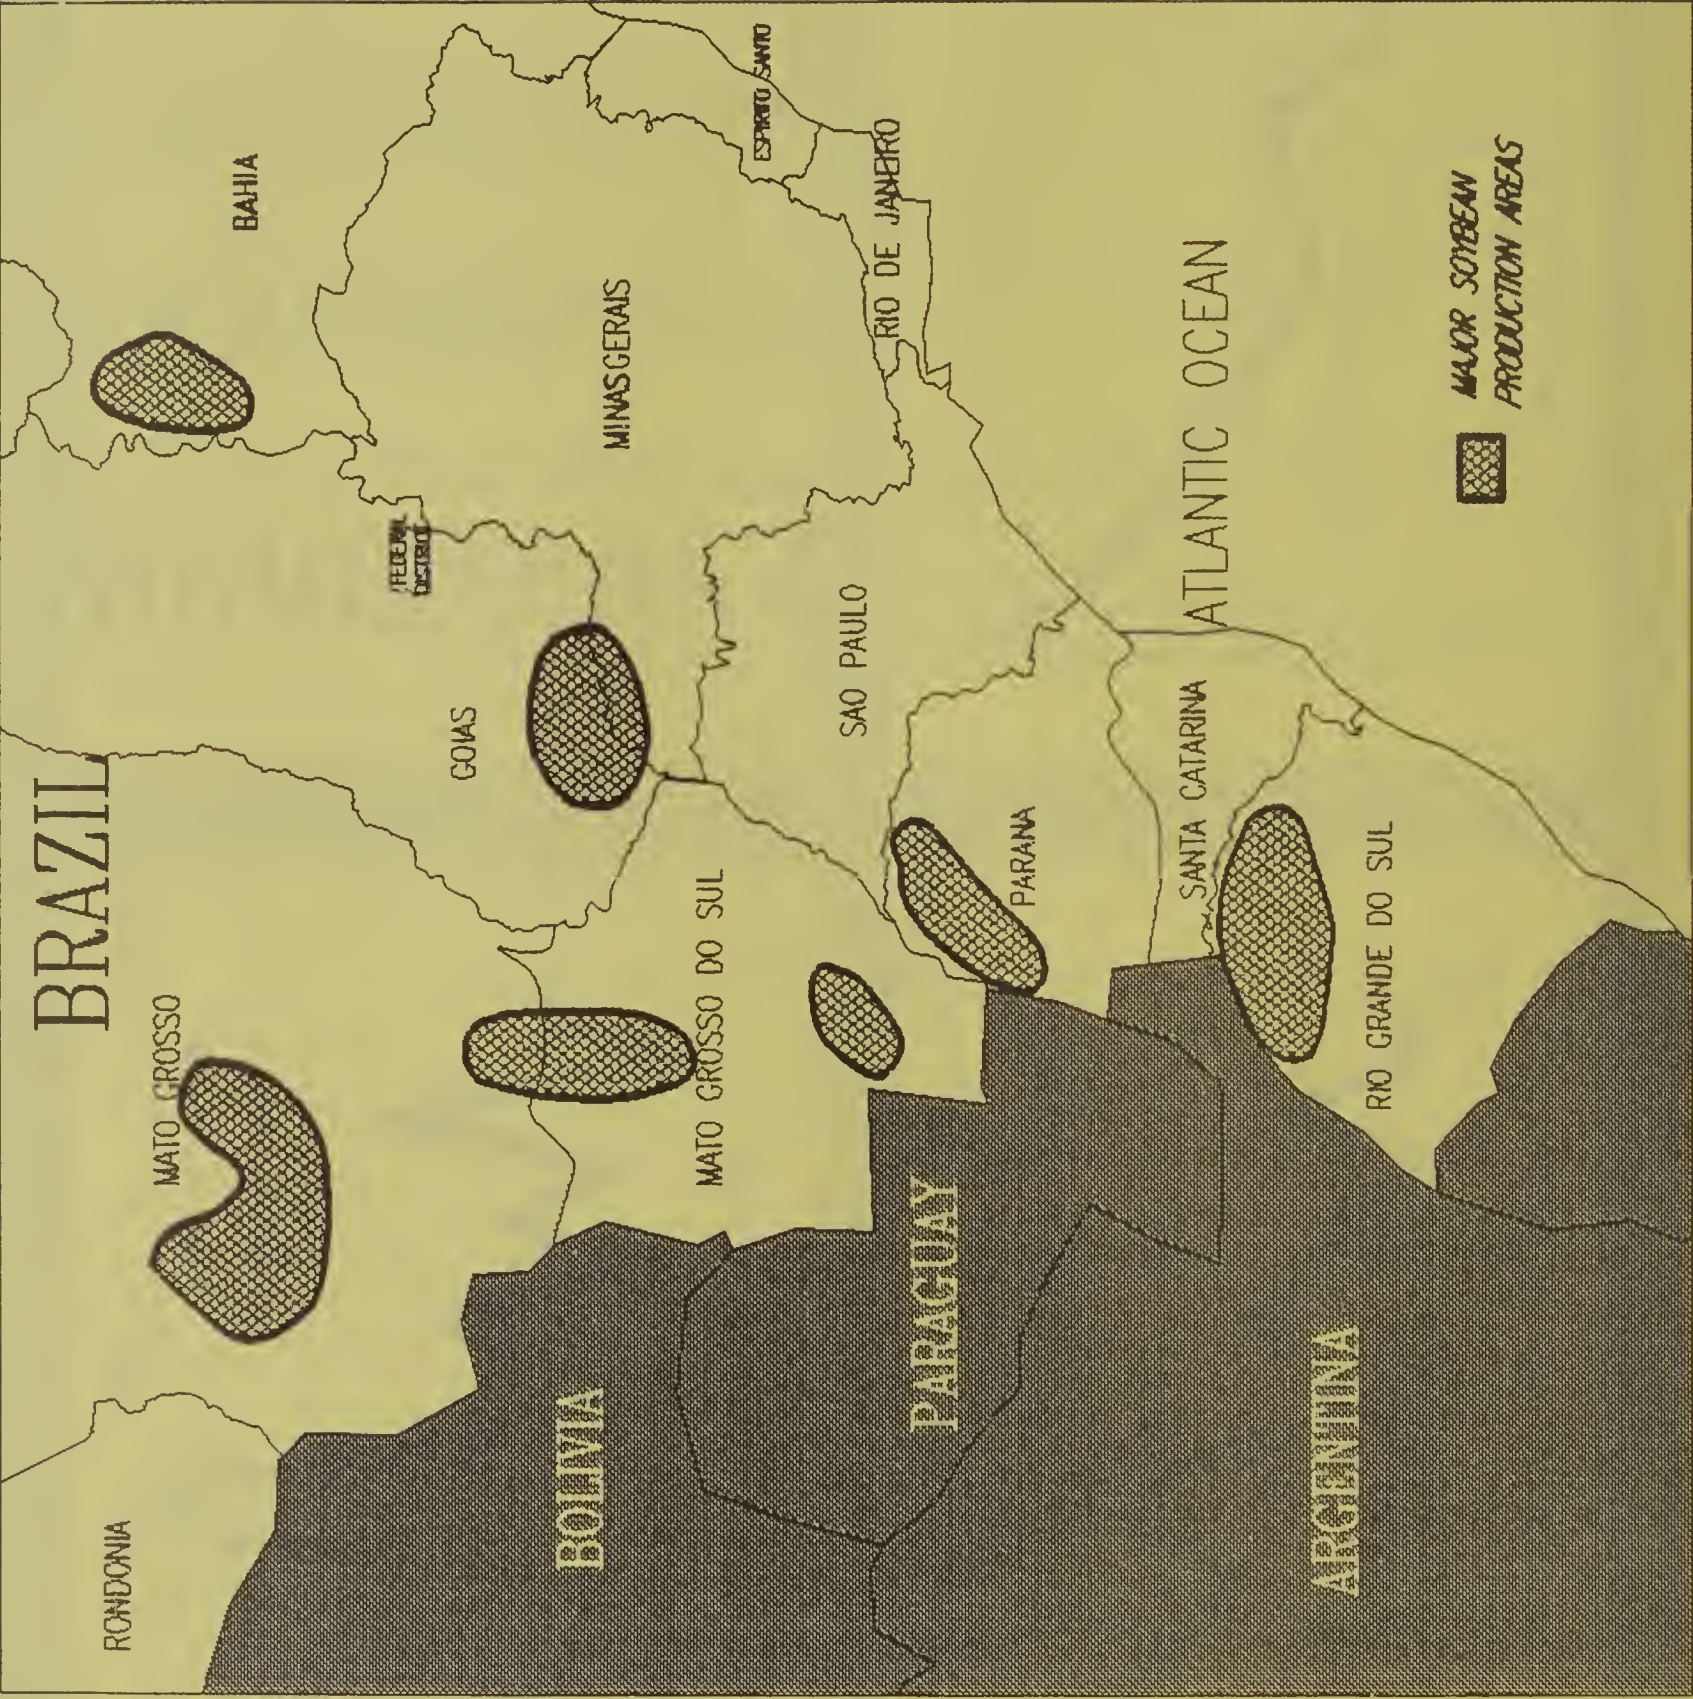 BRAZIL
RONDONIA
MATO GROSSO
BAHIA
FEDERAL
DISTRICT
GOIAS
BOLIVIA
MINAS GERAIS
MATO GROSSO DO SUL
ESPIRITO SANTO
SAO PAULO
RIO DE JANEIRO
PARAGUAY
PARANA
SANTA CATARINA
ATLANTIC OCEAN
ARGENTINA
RIO GRANDE DO SUL
MAJOR SOYBEAN
PRODUCTION AREAS